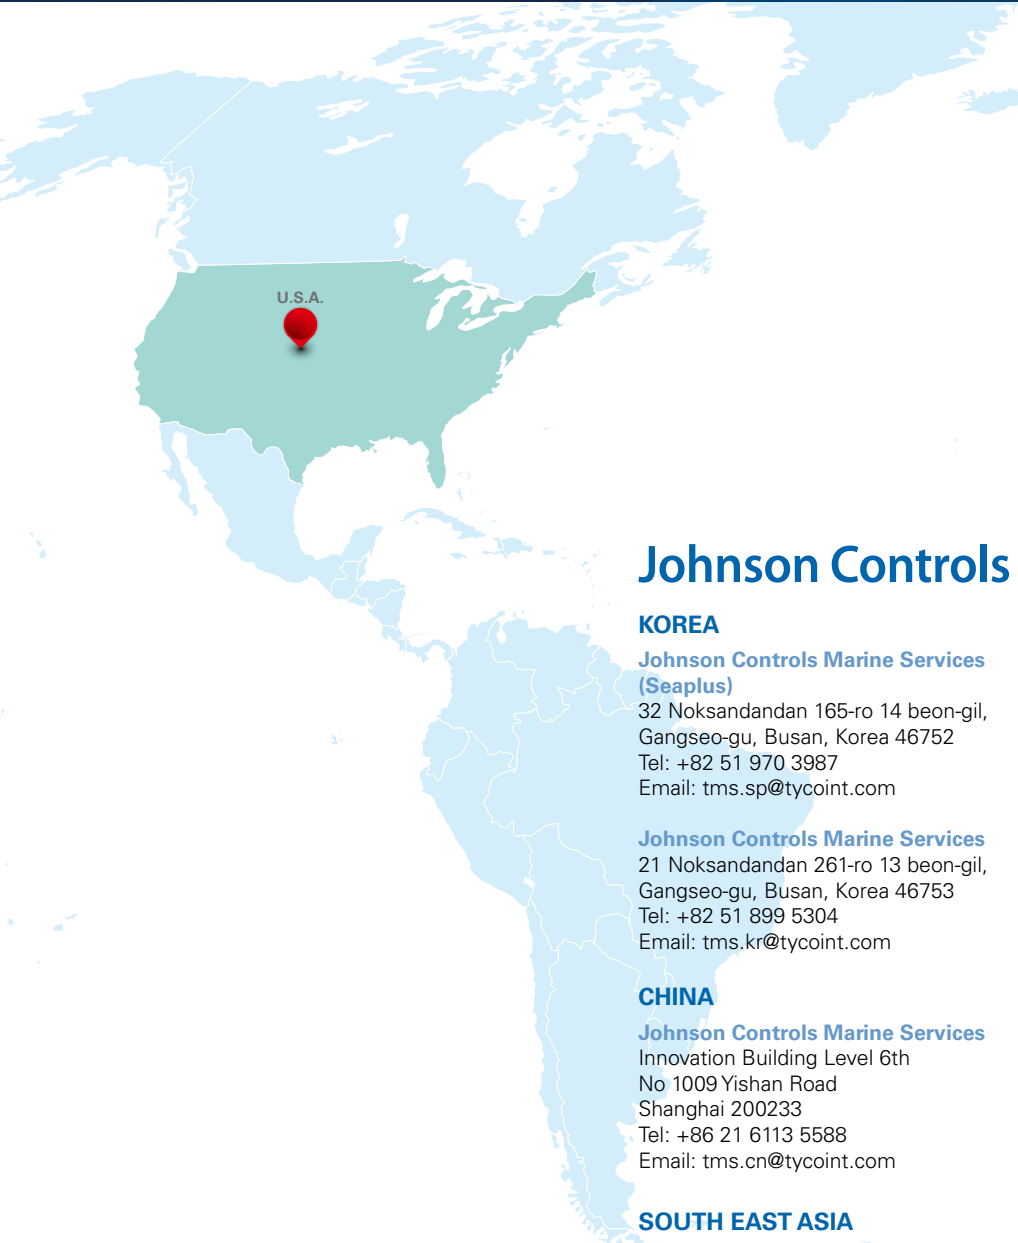 U.S.A.
Johnson Controls
KOREA
Johnson Controls Marine Services
(Seaplus)
32 Noksandandan 165-ro 14 beon-gil,
Gangseo-gu, Busan, Korea 46752
Tel: +82 51 970 3987
Email: tms.sp@tycoint.com
Johnson Controls Marine Services
21 Noksandandan 261-ro 13 beon-gil,
Gangseo-gu, Busan, Korea 46753
Tel: +82 51 899 5304
Email: tms.kr@tycoint.com
CHINA
Johnson Controls Marine Services
Innovation Building Level 6th
No 1009 Yishan Road
Shanghai 200233
Tel: +86 21 6113 5588
Email: tms.cn@tycoint.com
SOUTH EAST ASIA